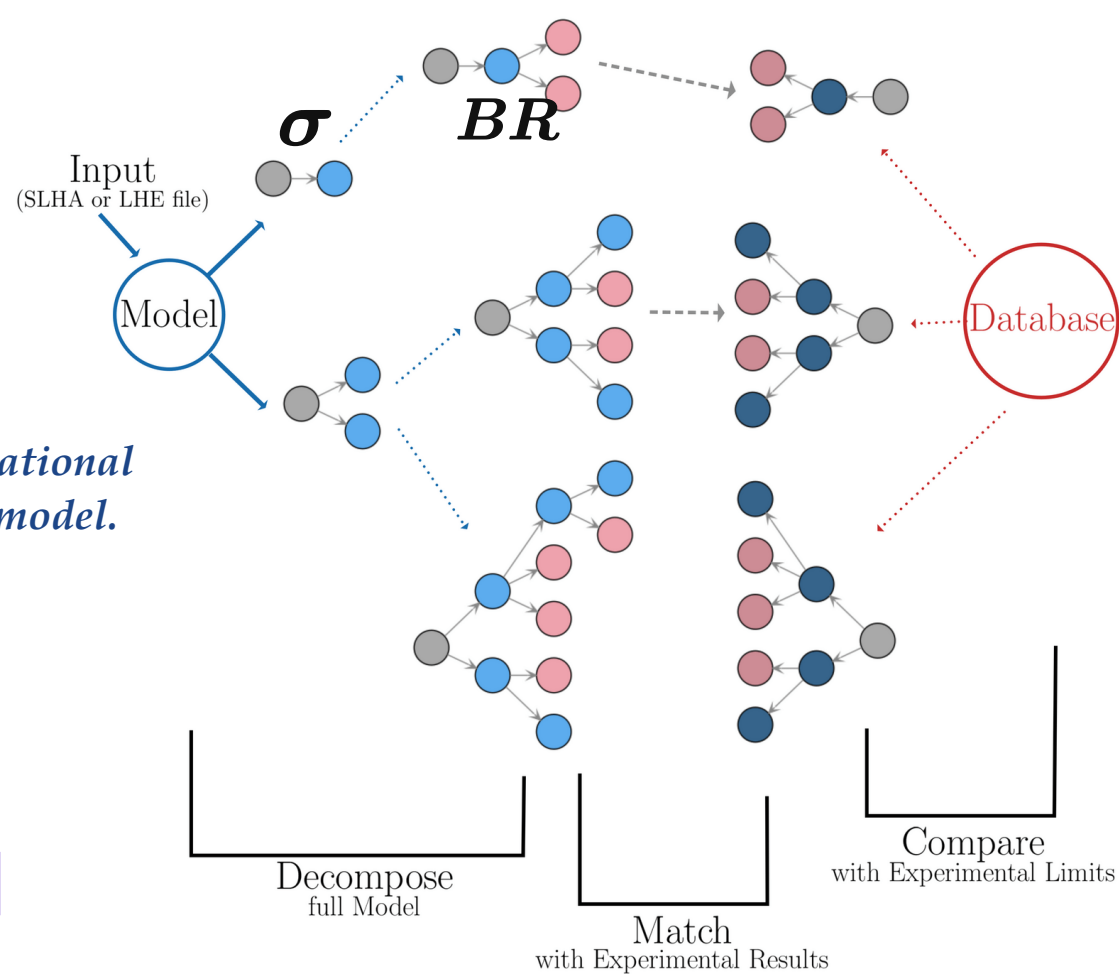 σ
BR
Input
(SLHA or LHE file)
Model
Database
model.
Decompose
full Model
Match
with Experimental Results
Compare
with Experimental Limits